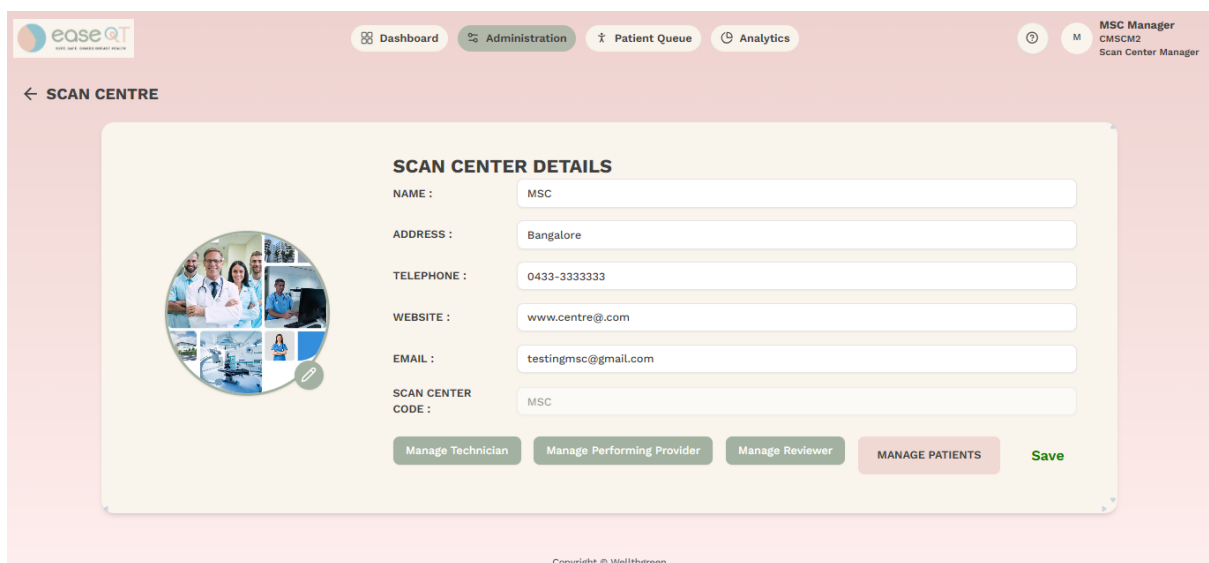 ease QT
Dashboard
Administration
Patient Queue
Analytics
M
MSC Manager
CMSCM2
Scan Center Manager
SCAN CENTRE
SCAN CENTER DETAILS
NAME : MSC
ADDRESS : Bangalore
TELEPHONE : 0433-3333333
WEBSITE : www.centre@.com
EMAIL : testingmsc@gmail.com
SCAN CENTER
CODE : MSC
Manage Technician
Manage Performing Provider
Manage Reviewer
MANAGE PATIENTS
Save
Copyright © Wellthgreen